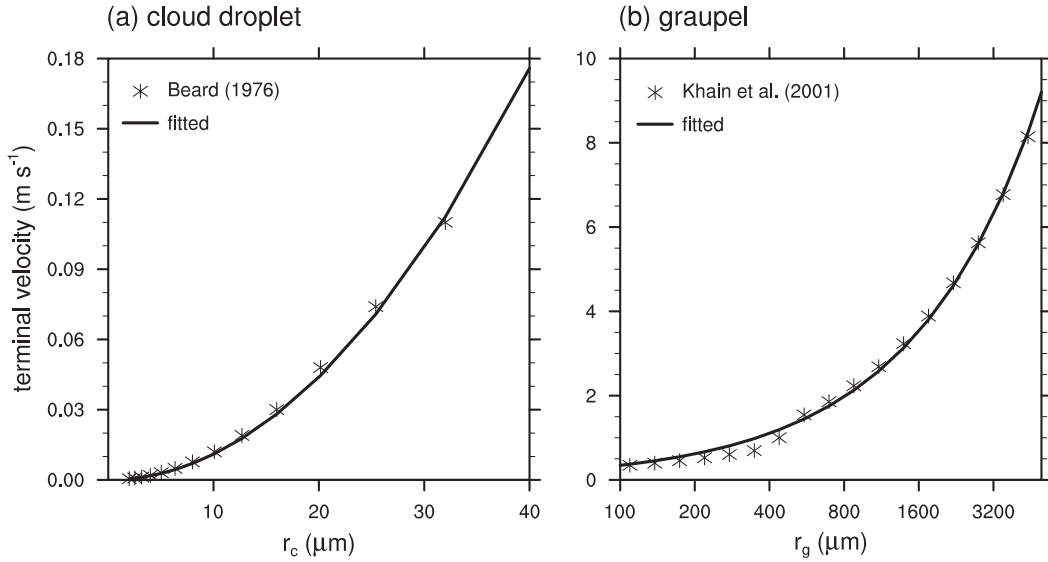 (a) cloud droplet
(b) graupel
terminal velocity (m s⁻¹)
0.18
0.15
0.12
0.09
0.06
0.03
0.00
Beard (1976)
fitted
10
20
30
40
r_c (μm)
10
8
6
4
2
0
Khain et al. (2001)
fitted
100
200
400
800
1600
3200
r_g (μm)